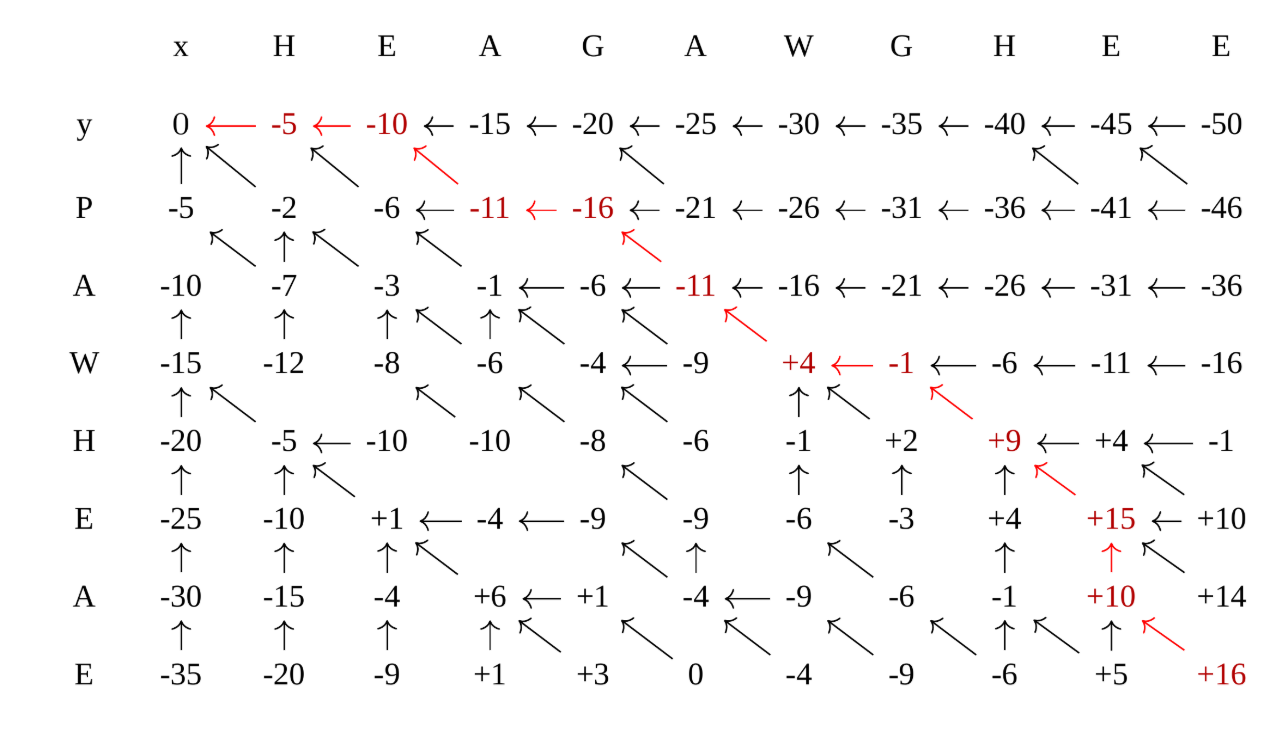 x H E A G A W G H E E
y 0 -5 -10 -15 -20 -25 -30 -35 -40 -45 -50
P -5 -2 -6 -11 -16 -21 -26 -31 -36 -41 -46
A -10 -7 -3 -1 -6 -11 -16 -21 -26 -31 -36
W -15 -12 -8 -6 -4 -9 +4 -1 -6 -11 -16
H -20 -5 -10 -10 -8 -6 -1 +2 +9 +4 -1
E -25 -10 +1 -4 -9 -9 -6 -3 +4 +15 +10
A -30 -15 -4 +6 +1 -4 -9 -6 -1 +10 +14
E -35 -20 -9 +1 +3 0 -4 -9 -6 +5 +16